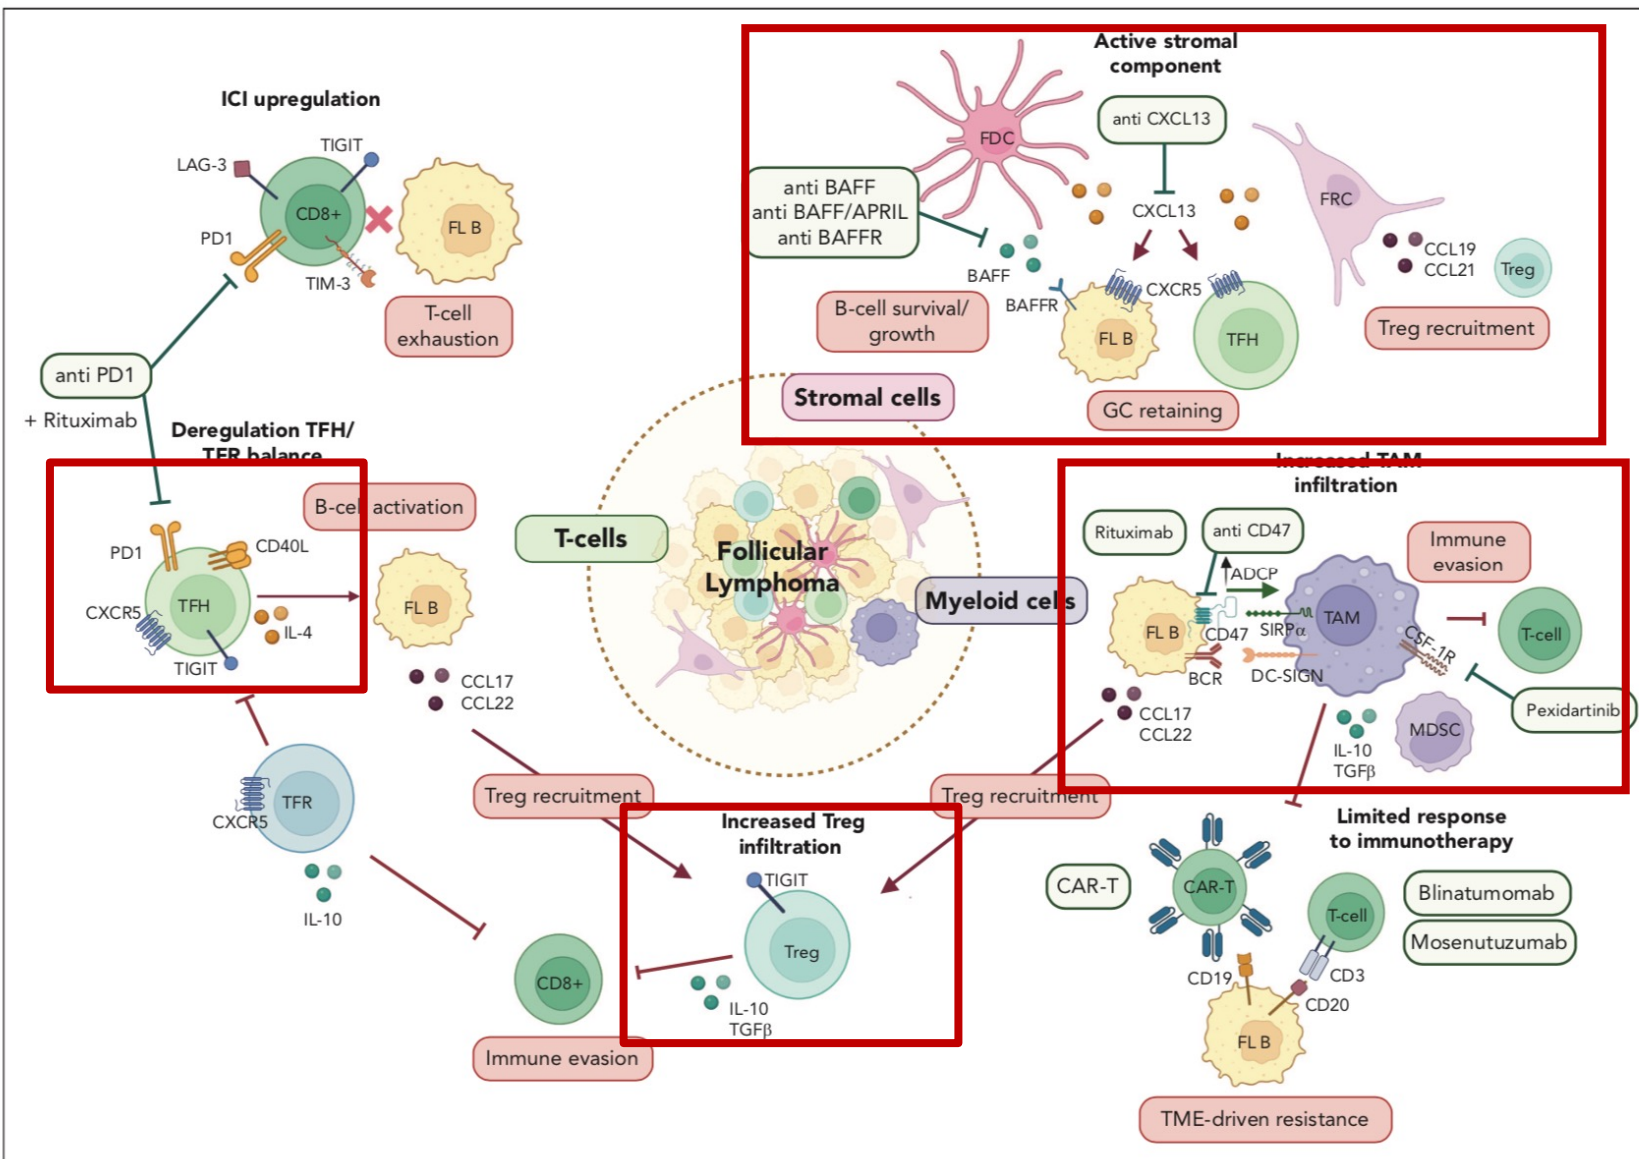 ICI upregulation
TIGIT
LAG-3
CD8+
FL B
PD1
TIM-3
T-cell
exhaustion
anti PD1
+ Rituximab
Active stromal
component
FDC
anti CXCL13
anti BAFF
anti BAFF/APRIL
anti BAFFR
CXCL13
FRC
BAFF
BAFFR
CXCR5
CCL19
CCL21
Treg
B-cell survival/
growth
FL B
TFH
Treg recruitment
GC retaining
Stromal cells
Deregulation TFH/
TFR balance
B-cell activation
PD1
CD40L
TFH
CXCR5
IL-4
TIGIT
FL B
CCL17
CCL22
T-cells
Follicular
Lymphoma
Myeloid cells
Increased TAM
infiltration
Rituximab
anti CD47
Immune
evasion
ADCP
FL B
CD47
SIRPα
TAM
CSF-1R
T-cell
BCR
DC-SIGN
CCL17
CCL22
Pexidartinib
MDSC
IL-10
TGFβ
TFR
CXCR5
IL-10
Treg recruitment
Treg recruitment
Increased Treg
infiltration
TIGIT
Treg
IL-10
TGFβ
CD8+
Immune evasion
Limited response
to immunotherapy
CAR-T
CAR-T
T-cell
Blinatumomab
Mosenutuzumab
CD19
CD3
CD20
FL B
TME-driven resistance